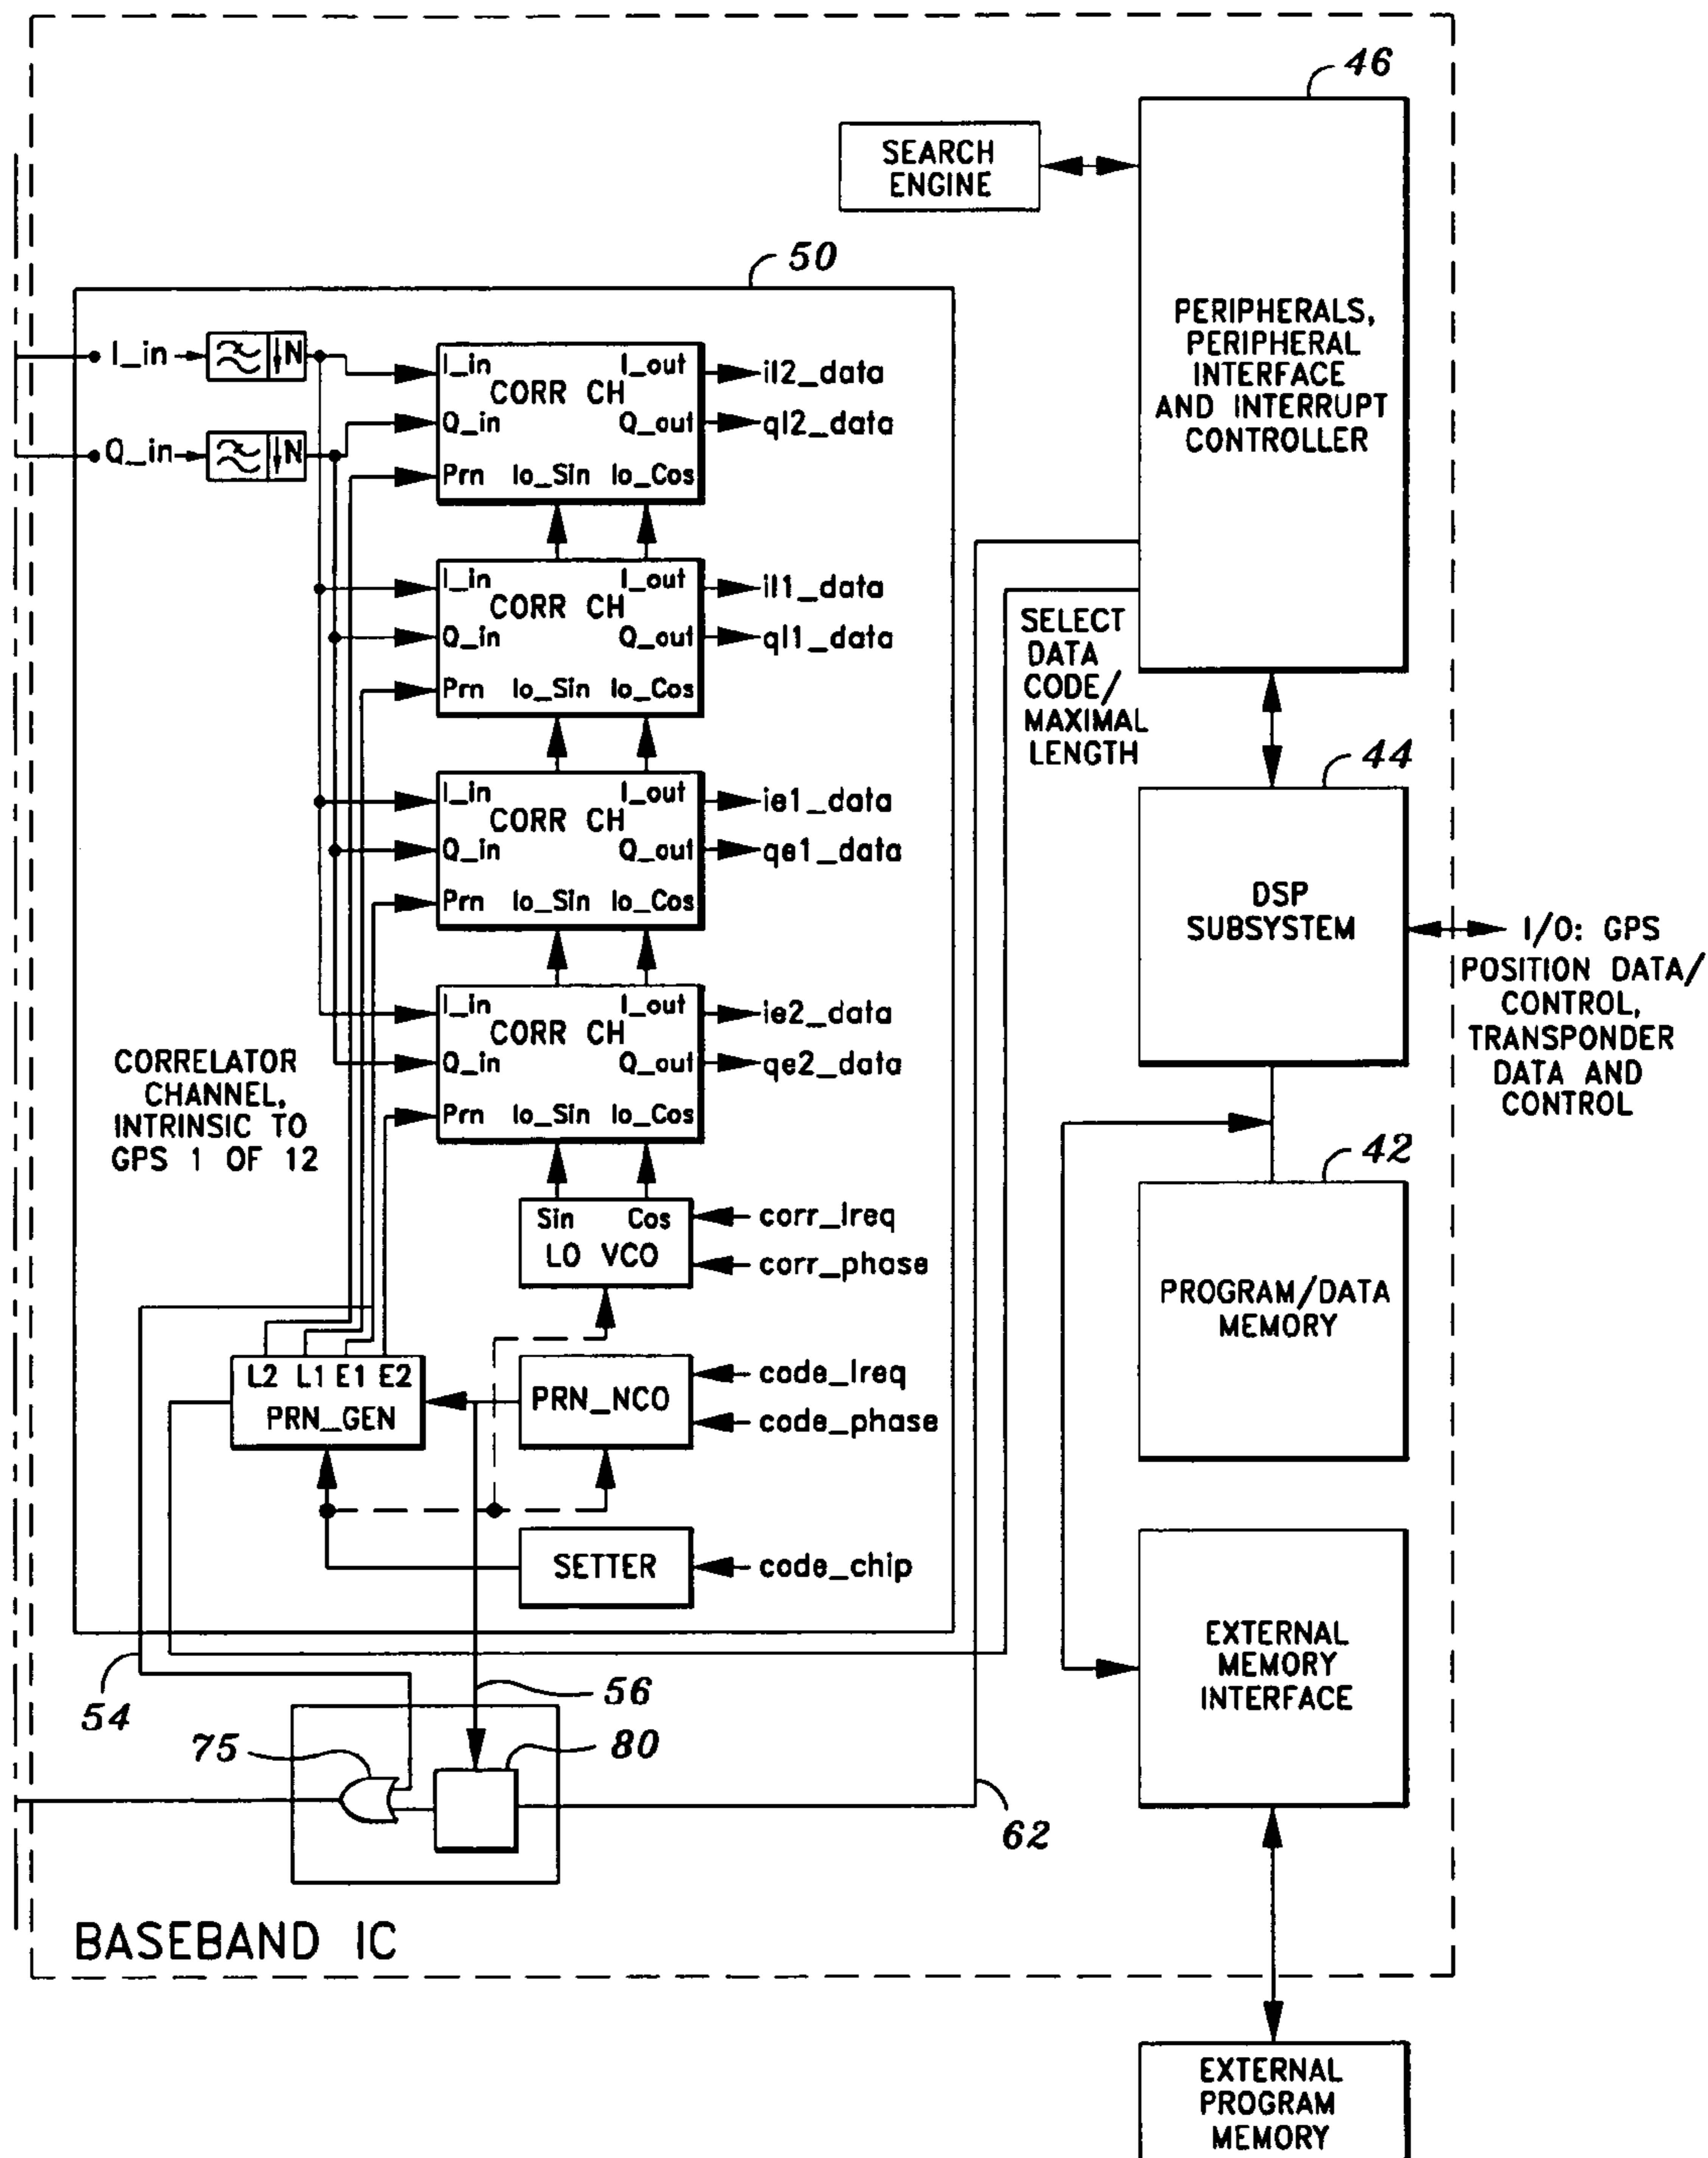 46
SEARCH
ENGINE
PERIPHERALS,
PERIPHERAL
INTERFACE
AND INTERRUPT
CONTROLLER
50
I_in
↓N
Q_in
↓N
I_in I_out
CORR CH
Q_in Q_out
Prn lo_Sin lo_Cos
il2_data
ql2_data
I_in I_out
CORR CH
Q_in Q_out
Prn lo_Sin lo_Cos
il1_data
ql1_data
SELECT
DATA
CODE/
MAXIMAL
LENGTH
I_in I_out
CORR CH
Q_in Q_out
Prn lo_Sin lo_Cos
ie1_data
qe1_data
44
DSP
SUBSYSTEM
I/O: GPS
POSITION DATA/
CONTROL,
TRANSPONDER
DATA AND
CONTROL
I_in I_out
CORR CH
Q_in Q_out
Prn lo_Sin lo_Cos
ie2_data
qe2_data
CORRELATOR
CHANNEL,
INTRINSIC TO
GPS 1 OF 12
42
PROGRAM/DATA
MEMORY
Sin Cos
LO VCO
corr_freq
corr_phase
L2 L1 E1 E2
PRN_GEN
PRN_NCO
code_freq
code_phase
SETTER
code_chip
EXTERNAL
MEMORY
INTERFACE
54
56
75
80
62
BASEBAND IC
EXTERNAL
PROGRAM
MEMORY